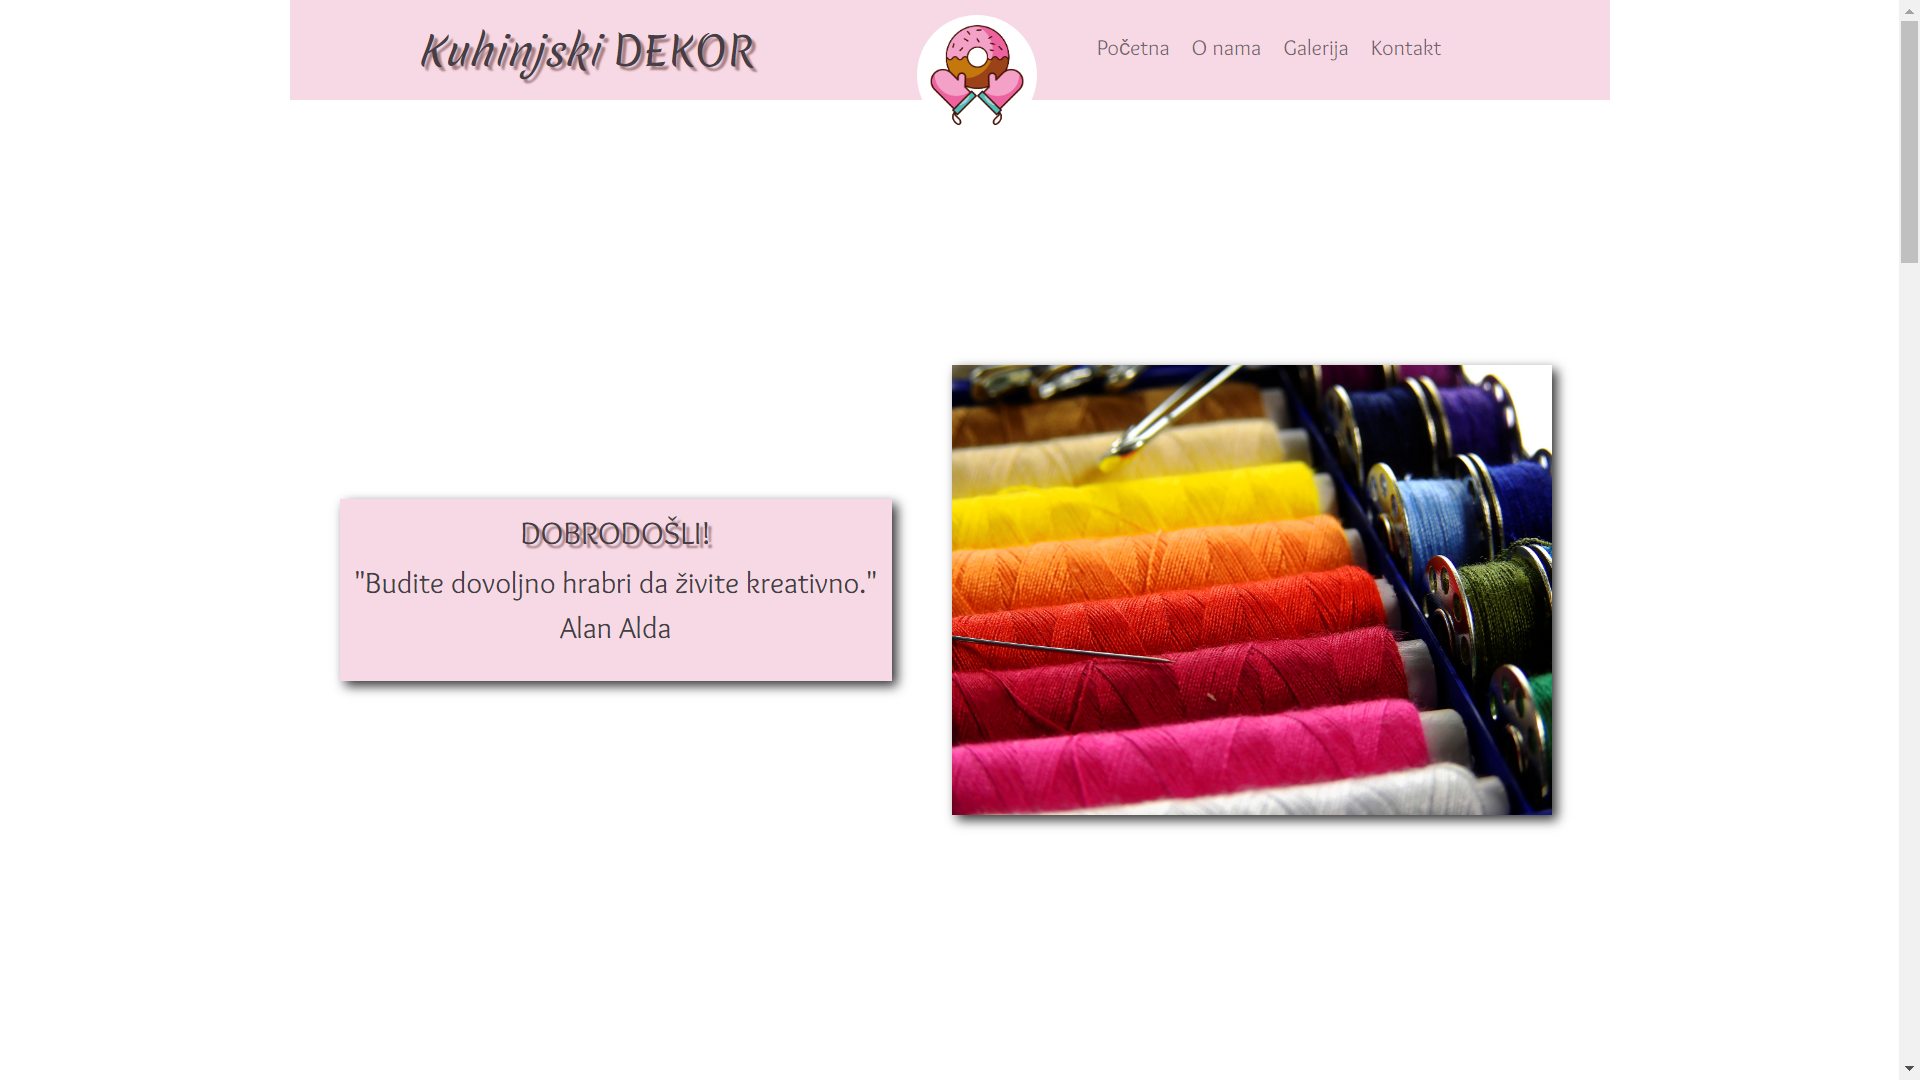 Kuhinjski DEKOR
Početna O nama Galerija Kontakt
DOBRODOŠLI!
"Budite dovoljno hrabri da živite kreativno."
Alan Alda